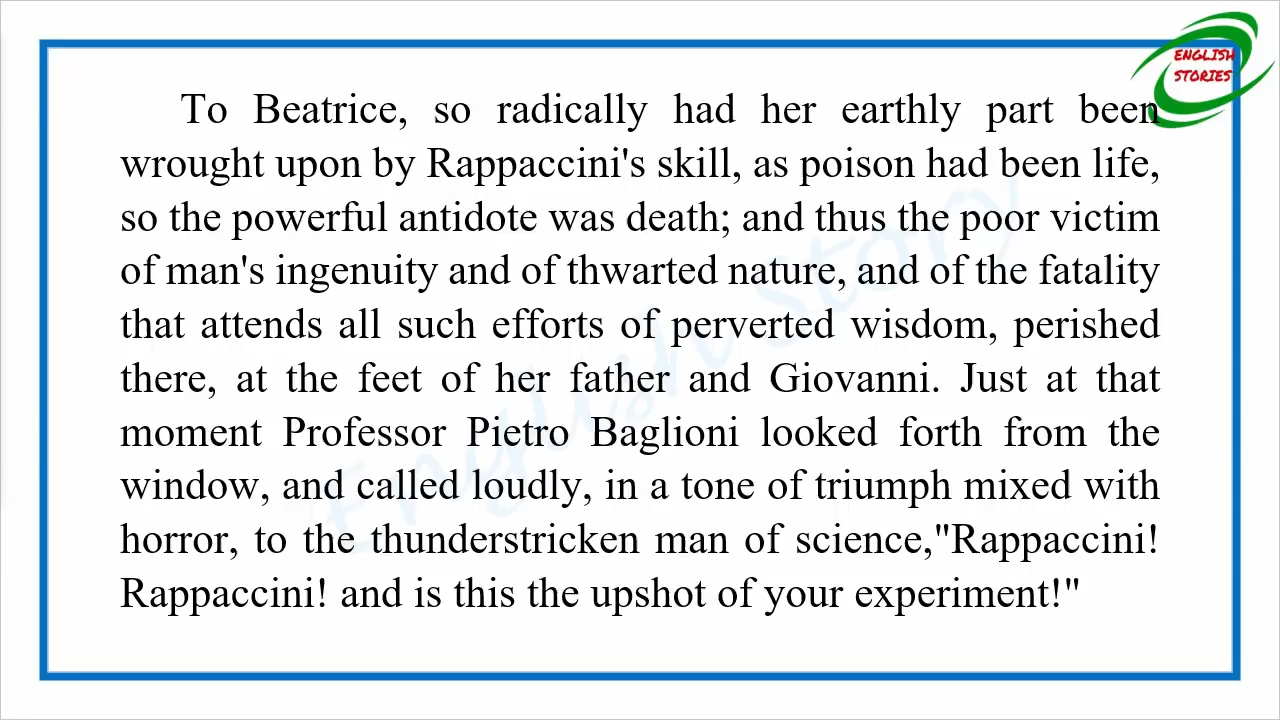 ENGLISH
STORIES
To Beatrice, so radically had her earthly part been
wrought upon by Rappaccini's skill, as poison had been life,
so the powerful antidote was death; and thus the poor victim
of man's ingenuity and of thwarted nature, and of the fatality
that attends all such efforts of perverted wisdom, perished
there, at the feet of her father and Giovanni. Just at that
moment Professor Pietro Baglioni looked forth from the
window, and called loudly, in a tone of triumph mixed with
horror, to the thunderstricken man of science,"Rappaccini!
Rappaccini! and is this the upshot of your experiment!"
English Story